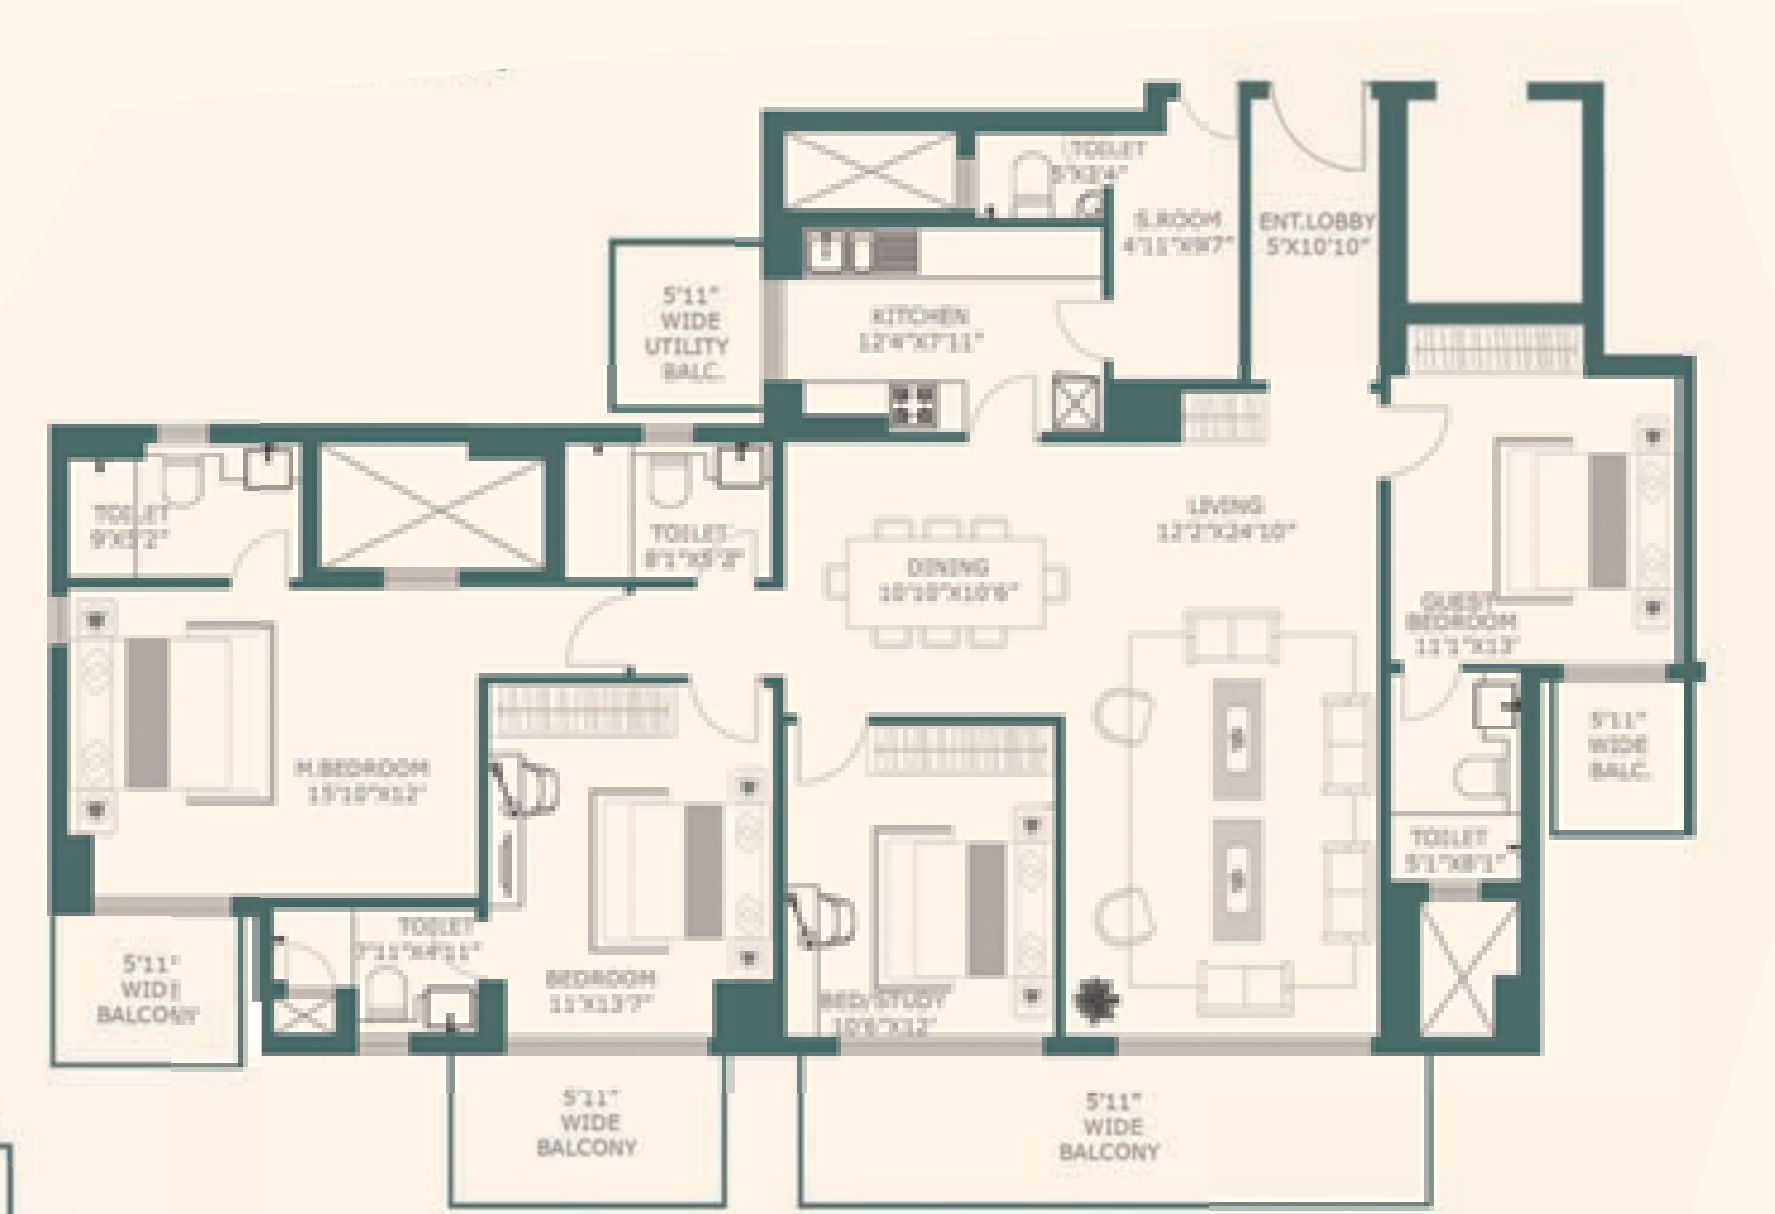 TOILET
5'X3'4"
S.ROOM
4'11"X9'7"
ENT.LOBBY
5'X10'10"
5'11"
WIDE
UTILITY
BALC.
KITCHEN
12'4"X7'11"
TOILET
9'X5'2"
TOILET
8'1"X5'2"
LIVING
12'2"X24'10"
DINING
10'10"X10'6"
GUEST
BEDROOM
11'1"X13'
M.BEDROOM
15'10"X12'
5'11"
WIDE
BALC.
TOILET
5'1"X8'1"
TOILET
7'11"X4'11"
5'11"
WIDE
BALCONY
BEDROOM
11'X13'7"
BED/STUDY
10'6"X12'
5'11"
WIDE
BALCONY
5'11"
WIDE
BALCONY